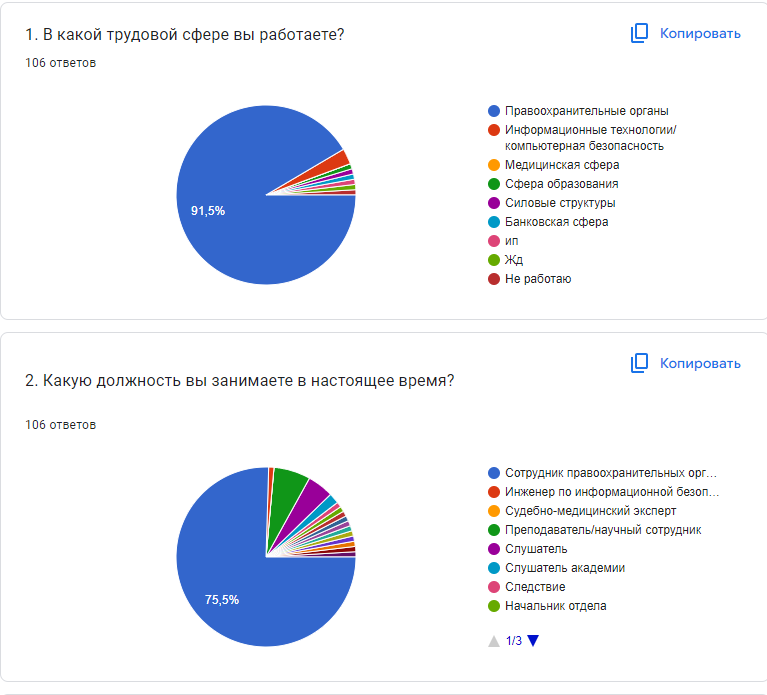 1. В какой трудовой сфере вы работаете?
Копировать
106 ответов
Правоохранительные органы
Информационные технологии/
компьютерная безопасность
Медицинская сфера
Сфера образования
Силовые структуры
Банковская сфера
ип
Жд
Не работаю
91,5%
2. Какую должность вы занимаете в настоящее время?
Копировать
106 ответов
Сотрудник правоохранительных орг…
Инженер по информационной безоп…
Судебно-медицинский эксперт
Преподаватель/научный сотрудник
Слушатель
Слушатель академии
Следствие
Начальник отдела
75,5%
1/3